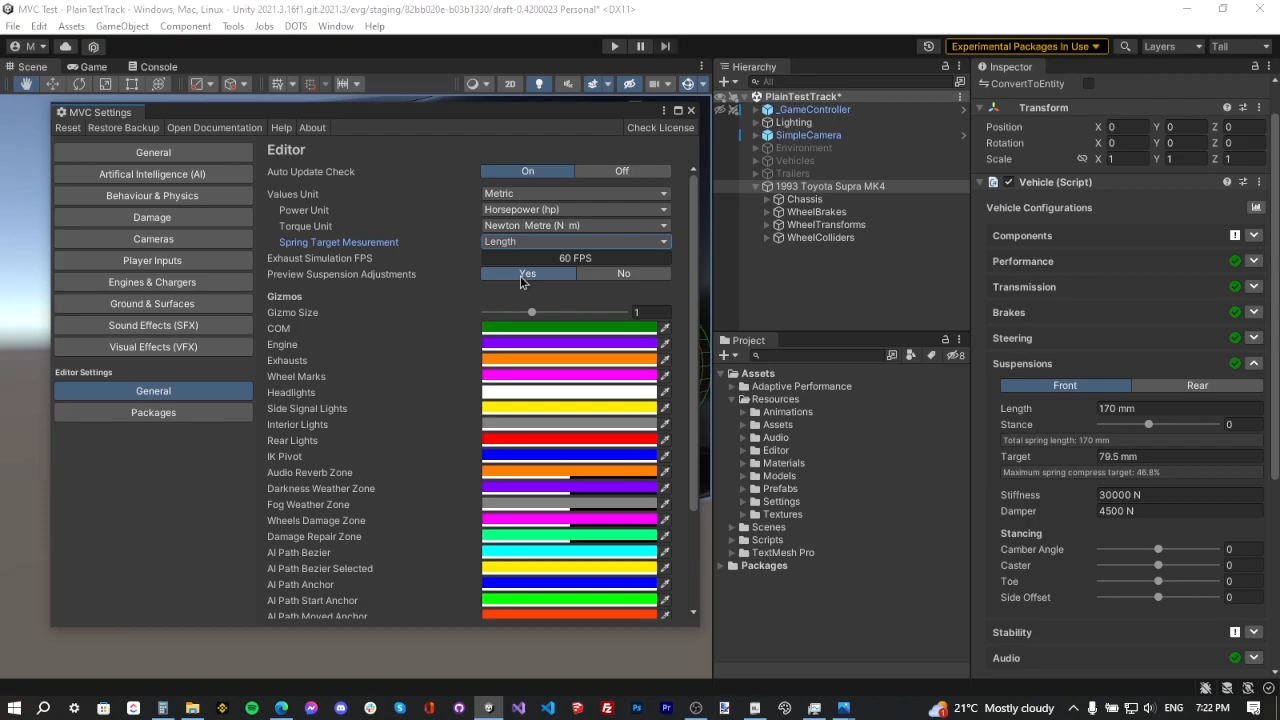 MVC Test - PlainTestTrack - Windows, Mac, Linux - Unity 2021.3.16f1.git.2021.3/evg/staging/82bb020e-b03b1330/draft-0.4200023 Personal* <DX11>
File Edit Assets GameObject Component Tools Jobs DOTS Window Help
M
Experimental Packages In Use
Layers
Tall
Scene
Game
Console
2D
MVC Settings
Reset
Restore Backup
Open Documentation
Help
About
Check License
General
Artificial Intelligence (AI)
Behaviour & Physics
Damage
Cameras
Player Inputs
Engines & Chargers
Ground & Surfaces
Sound Effects (SFX)
Visual Effects (VFX)
Editor Settings
General
Packages
Editor
Auto Update Check On Off
Values Unit Metric
Power Unit Horsepower (hp)
Torque Unit Newton Metre (N m)
Spring Target Mesurement Length
Exhaust Simulation FPS 60 FPS
Preview Suspension Adjustments Yes No
Gizmos
Gizmo Size 1
COM
Engine
Exhausts
Wheel Marks
Headlights
Side Signal Lights
Interior Lights
Rear Lights
IK Pivot
Audio Reverb Zone
Darkness Weather Zone
Fog Weather Zone
Wheels Damage Zone
Damage Repair Zone
AI Path Bezier
AI Path Bezier Selected
AI Path Anchor
AI Path Start Anchor
AI Path Moved Anchor
Hierarchy
All
PlainTestTrack*
_GameController
Lighting
SimpleCamera
Environment
Vehicles
Trailers
1993 Toyota Supra MK4
Chassis
WheelBrakes
WheelTransforms
WheelColliders
Project
8
Assets
Adaptive Performance
Resources
Animations
Assets
Audio
Editor
Materials
Models
Prefabs
Settings
Textures
Scenes
Scripts
TextMesh Pro
Packages
Inspector
ConvertToEntity
Transform
Position X 0 Y 0 Z 0
Rotation X 0 Y 0 Z 0
Scale X 1 Y 1 Z 1
Vehicle (Script)
Vehicle Configurations
Components
Performance
Transmission
Brakes
Steering
Suspensions
Front Rear
Length 170 mm
Stance 0
Total spring length: 170 mm
Target 79.5 mm
Maximum spring compress target: 46.8%
Stiffness 30000 N
Damper 4500 N
Stancing
Camber Angle 0
Caster 0
Toe 0
Side Offset 0
Stability
Audio
21°C Mostly cloudy
7:22 PM